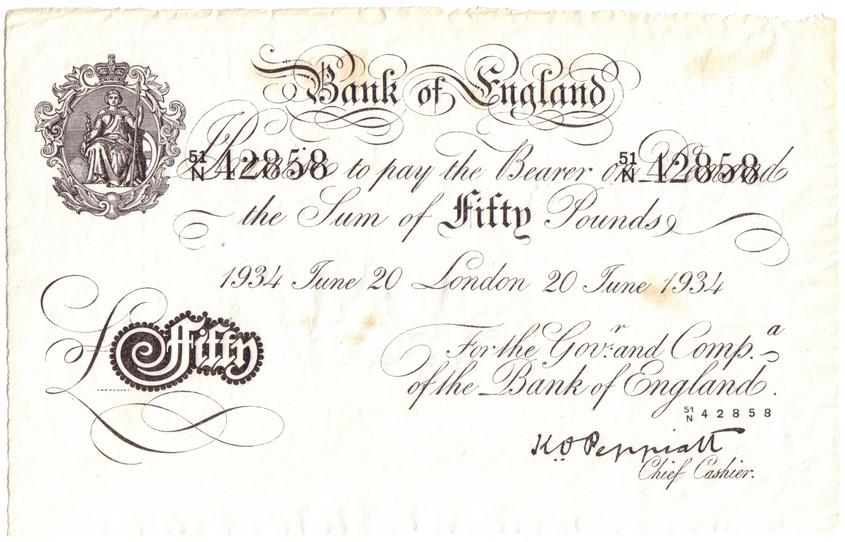 Bank of England
51/N 42858 to pay the Bearer on Demand 51/N 42858
the Sum of Fifty Pounds
1934 June 20 London 20 June 1934
£ Fifty
For the Govr. and Compa.
of the Bank of England.
51/N 42858
K O Peppiatt
Chief Cashier.